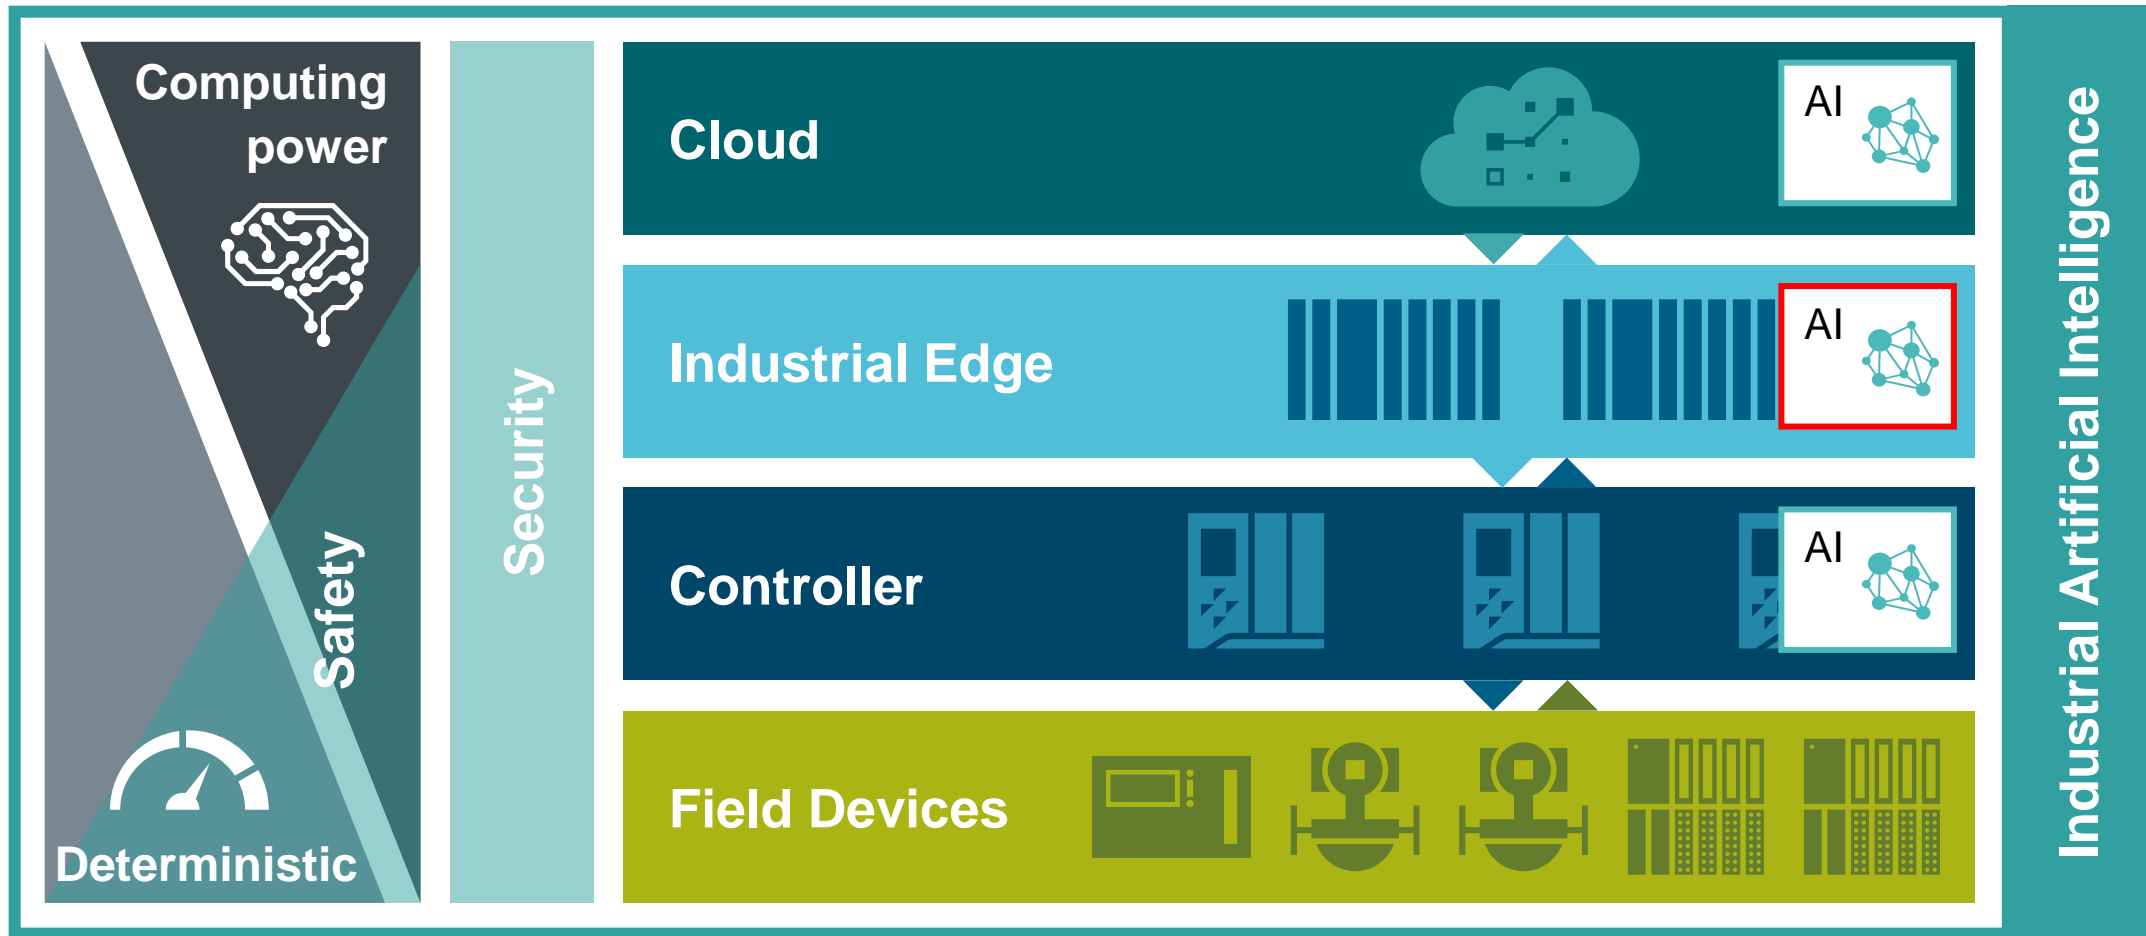 Computing
power
Safety
Deterministic
Security
Cloud
AI
Industrial Edge
AI
Controller
AI
Field Devices
Industrial Artificial Intelligence